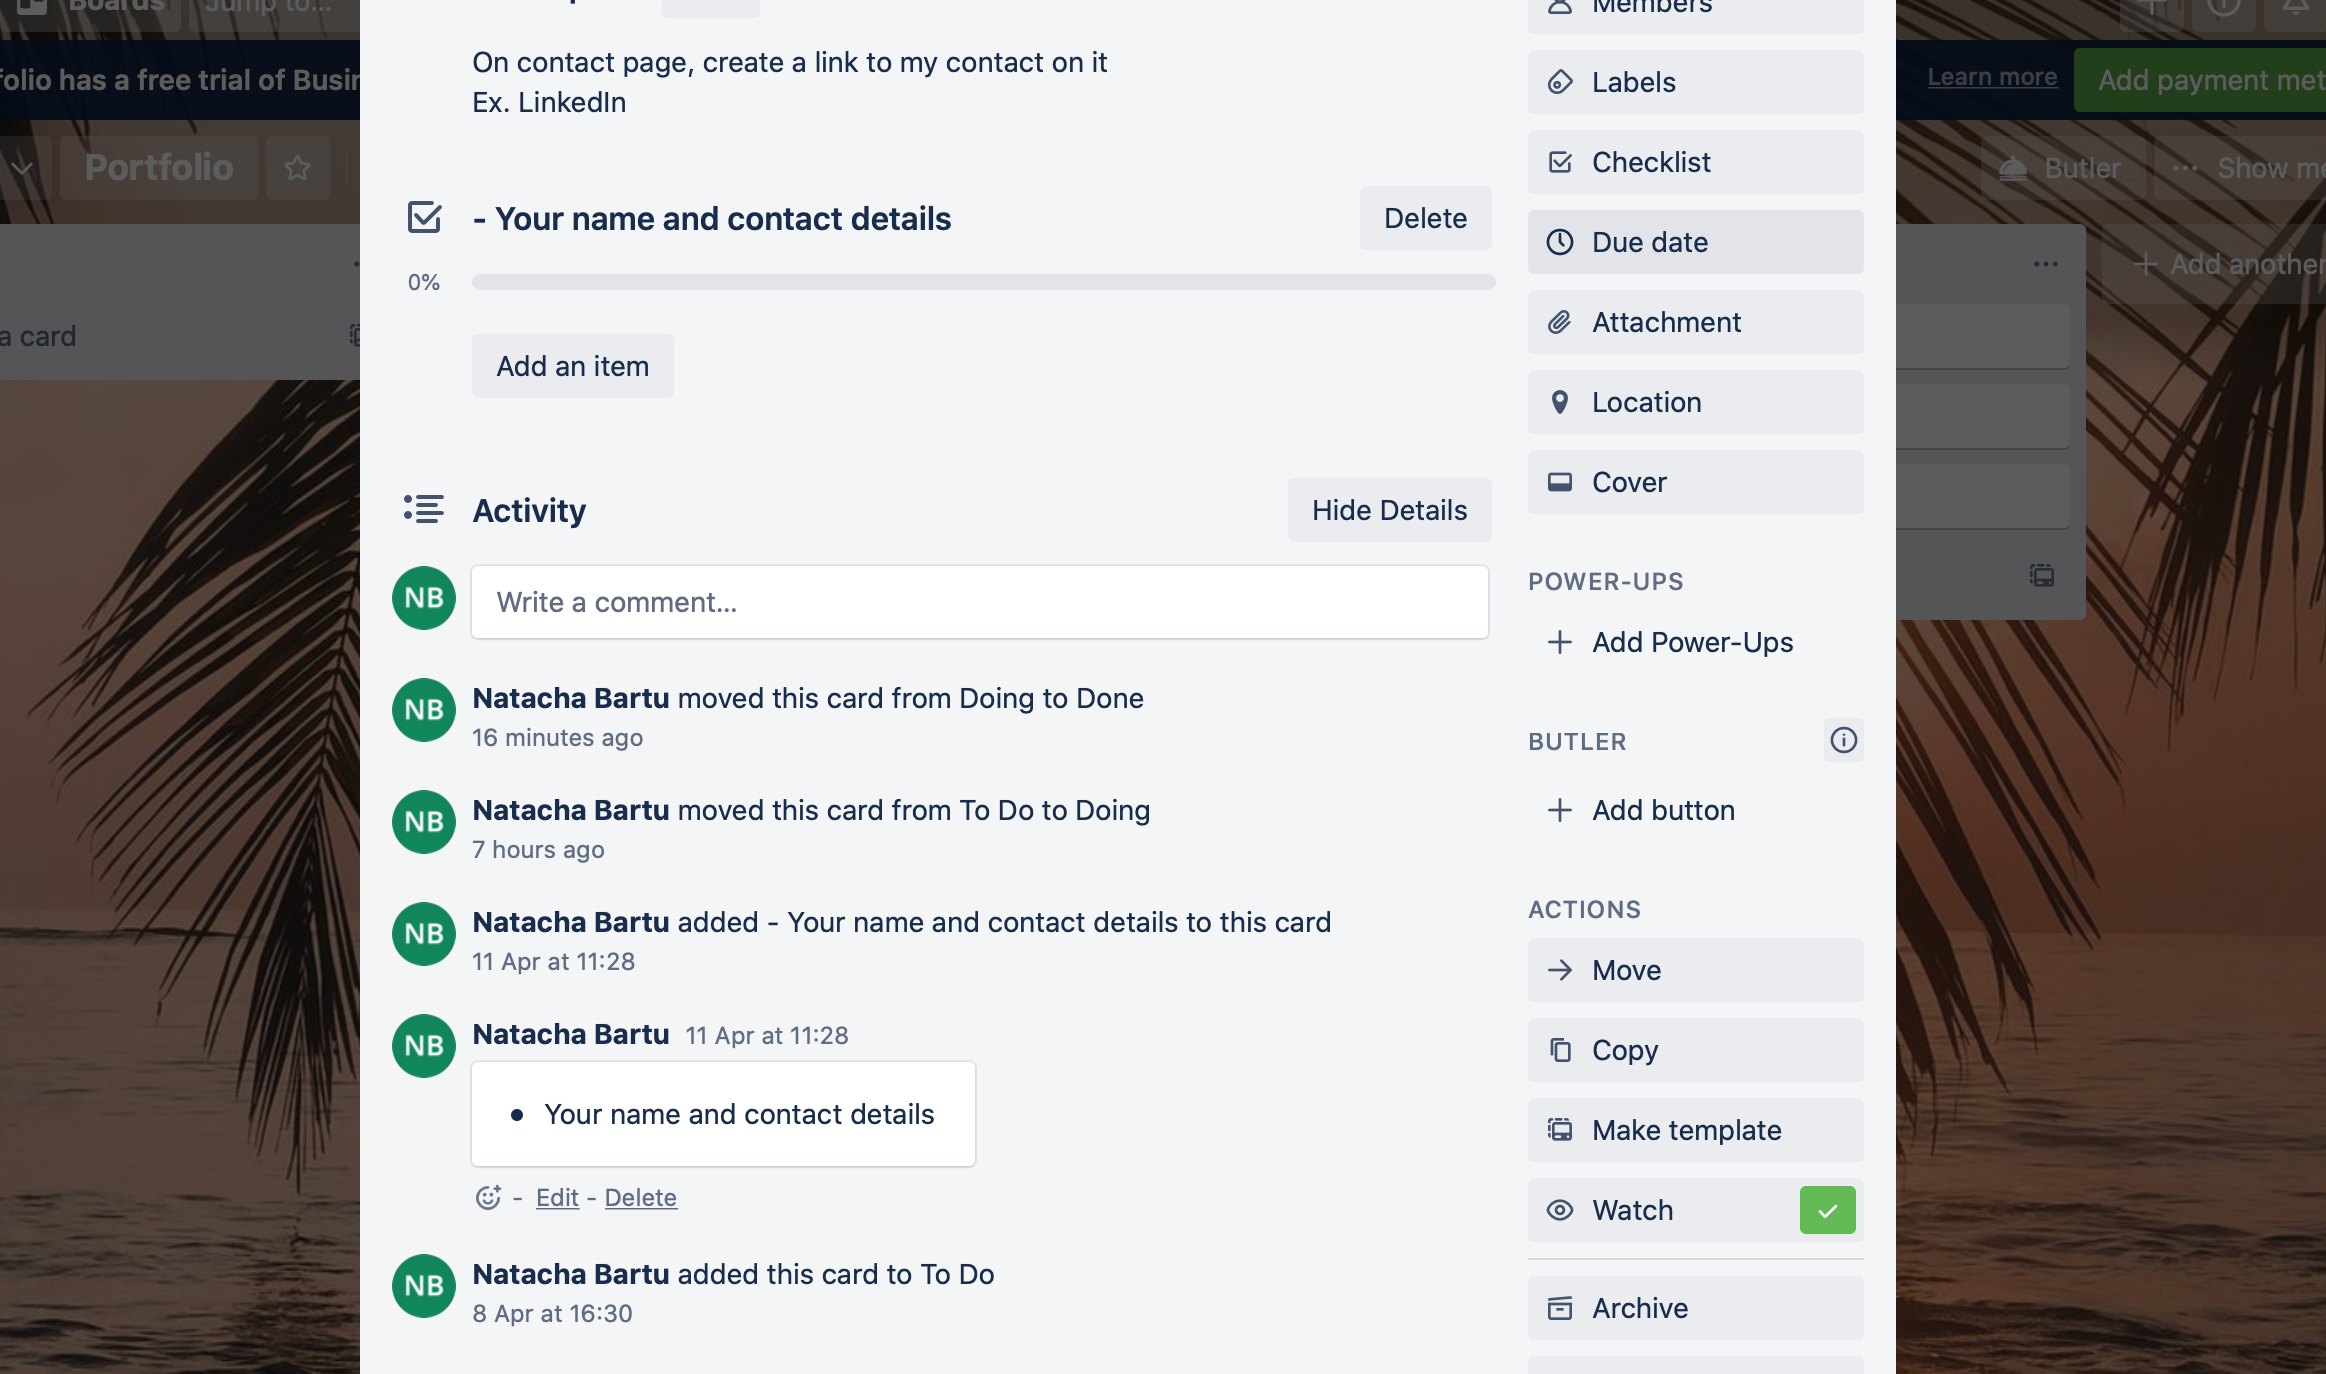 Boards
Jump to...
folio has a free trial of Busin
Learn more
Add payment met
Portfolio
Butler
Show me
a card
Add another
On contact page, create a link to my contact on it
Ex. LinkedIn
- Your name and contact details
Delete
0%
Add an item
Activity
Hide Details
NB
Write a comment...
NB
Natacha Bartu moved this card from Doing to Done
16 minutes ago
NB
Natacha Bartu moved this card from To Do to Doing
7 hours ago
NB
Natacha Bartu added - Your name and contact details to this card
11 Apr at 11:28
NB
Natacha Bartu 11 Apr at 11:28
• Your name and contact details
- Edit - Delete
NB
Natacha Bartu added this card to To Do
8 Apr at 16:30
Members
Labels
Checklist
Due date
Attachment
Location
Cover
POWER-UPS
Add Power-Ups
BUTLER
Add button
ACTIONS
Move
Copy
Make template
Watch
Archive